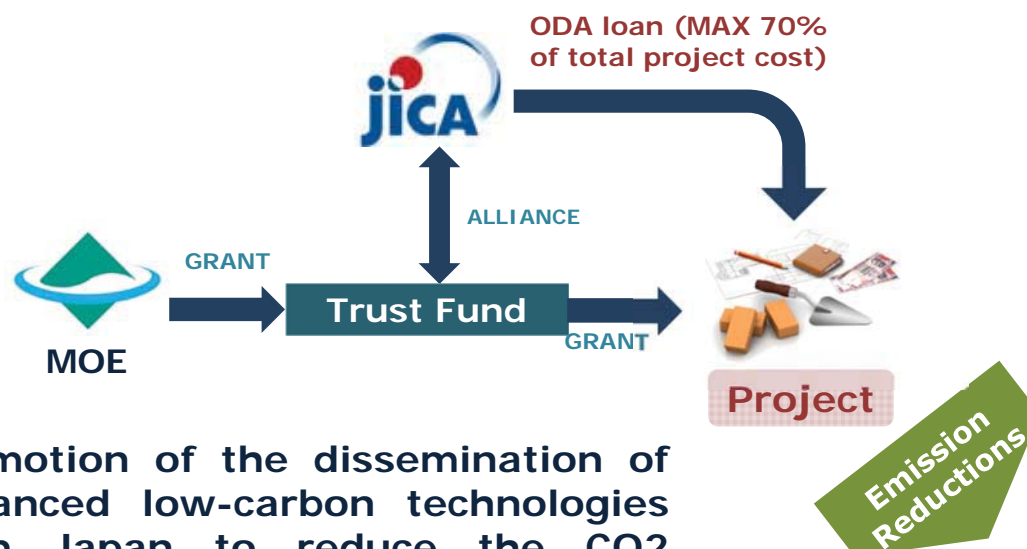 ODA loan (MAX 70%
of total project cost)
jica
ALLIANCE
GRANT
Trust Fund
GRANT
MOE
Project
Emission
Reductions
motion of the dissemination of
anced low-carbon technologies
Japan to reduce the CO2